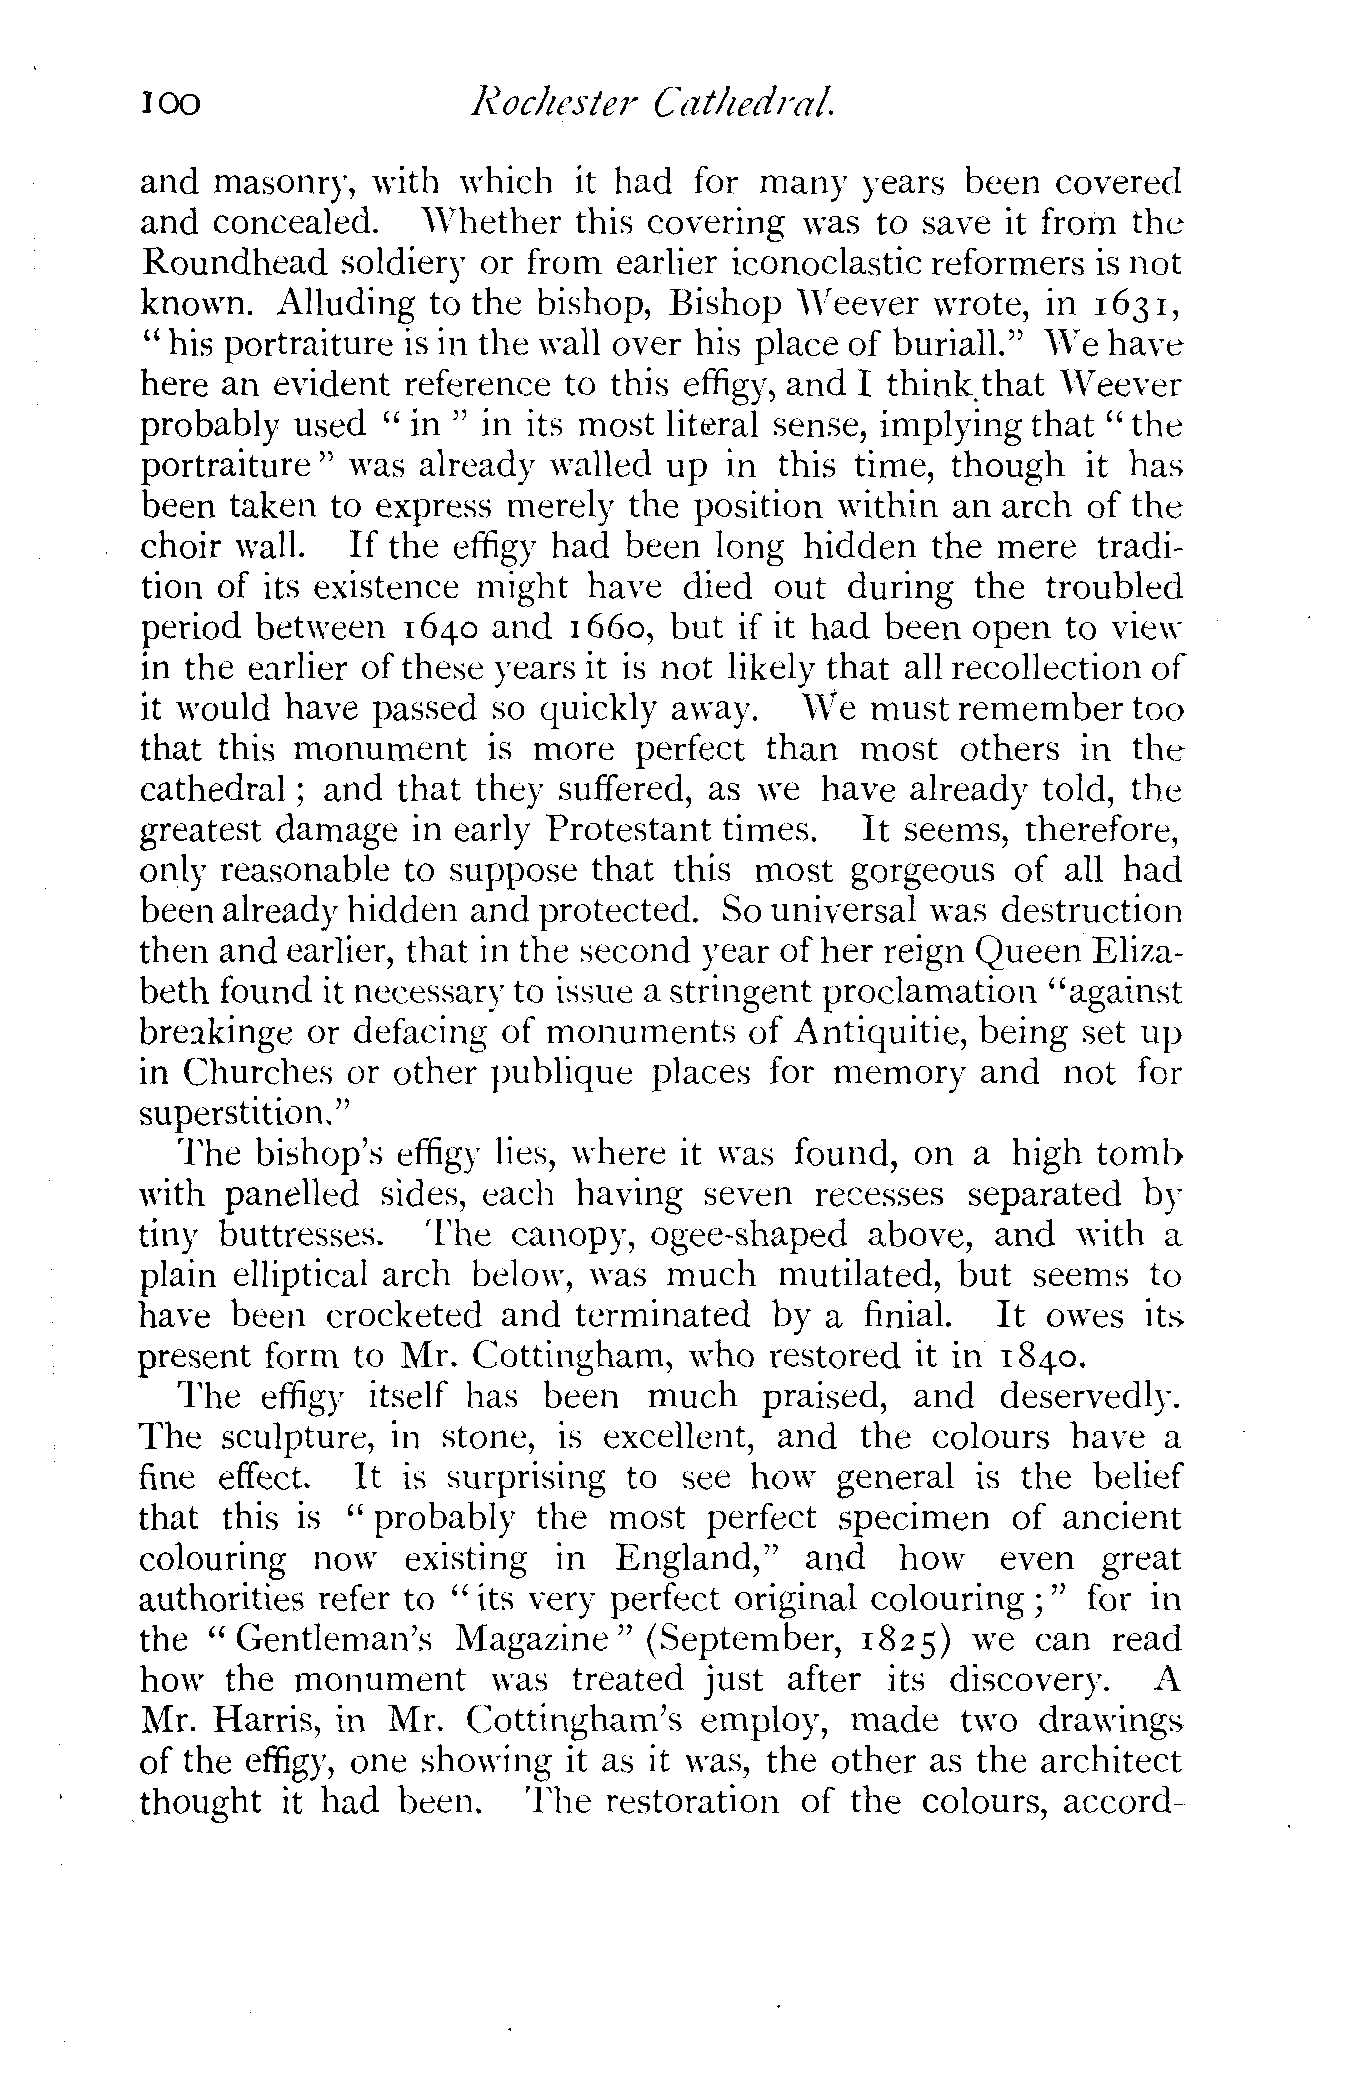 100 Rochester Cathedral.
and masonry, with which it had for many years been covered
and concealed. Whether this covering was to save it from the
Roundhead soldiery or from earlier iconoclastic reformers is not
known. Alluding to the bishop, Bishop Weever wrote, in 1631,
“his portraiture is in the wall over his place of buriall.” We have
here an evident reference to this effigy, and I think that Weever
probably used “in” in its most literal sense, implying that “the
portraiture” was already walled up in this time, though it has
been taken to express merely the position within an arch of the
choir wall. If the effigy had been long hidden the mere tradi-
tion of its existence might have died out during the troubled
period between 1640 and 1660, but if it had been open to view
in the earlier of these years it is not likely that all recollection of
it would have passed so quickly away. We must remember too
that this monument is more perfect than most others in the
cathedral; and that they suffered, as we have already told, the
greatest damage in early Protestant times. It seems, therefore,
only reasonable to suppose that this most gorgeous of all had
been already hidden and protected. So universal was destruction
then and earlier, that in the second year of her reign Queen Eliza-
beth found it necessary to issue a stringent proclamation “against
breakinge or defacing of monuments of Antiquitie, being set up
in Churches or other publique places for memory and not for
superstition.”
The bishop's effigy lies, where it was found, on a high tomb
with panelled sides, each having seven recesses separated by
tiny buttresses. The canopy, ogee-shaped above, and with a
plain elliptical arch below, was much mutilated, but seems to
have been crocketed and terminated by a finial. It owes its
present form to Mr. Cottingham, who restored it in 1840.
The effigy itself has been much praised, and deservedly.
The sculpture, in stone, is excellent, and the colours have a
fine effect. It is surprising to see how general is the belief
that this is “probably the most perfect specimen of ancient
colouring now existing in England,” and how even great
authorities refer to “its very perfect original colouring;” for in
the “Gentleman's Magazine” (September, 1825) we can read
how the monument was treated just after its discovery. A
Mr. Harris, in Mr. Cottingham's employ, made two drawings
of the effigy, one showing it as it was, the other as the architect
thought it had been. The restoration of the colours, accord-